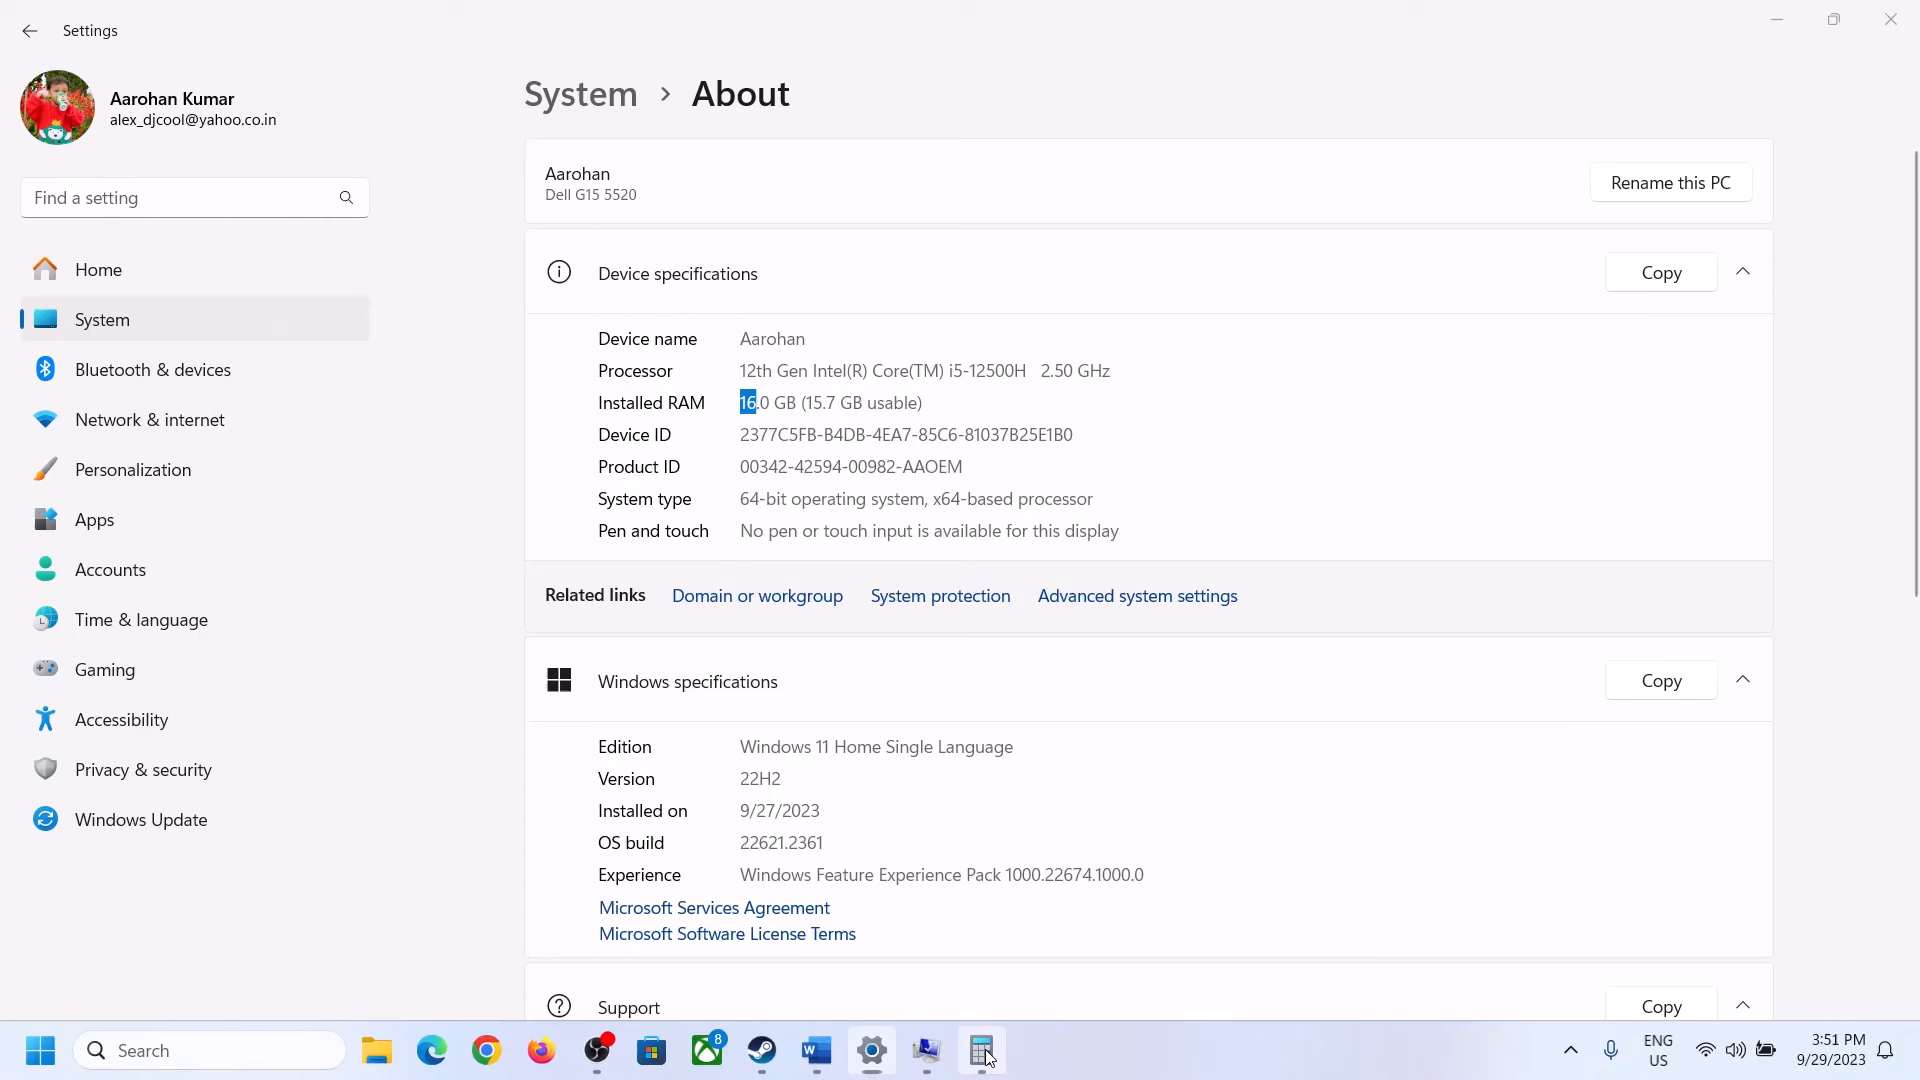 Settings
Aarohan Kumar
alex_djcool@yahoo.co.in
Find a setting
Home
System
Bluetooth & devices
Network & internet
Personalization
Apps
Accounts
Time & language
Gaming
Accessibility
Privacy & security
Windows Update
System > About
Aarohan
Dell G15 5520
Rename this PC
Device specifications
Copy
Device name Aarohan
Processor 12th Gen Intel(R) Core(TM) i5-12500H 2.50 GHz
Installed RAM 16.0 GB (15.7 GB usable)
Device ID 2377C5FB-B4DB-4EA7-85C6-81037B25E1B0
Product ID 00342-42594-00982-AAOEM
System type 64-bit operating system, x64-based processor
Pen and touch No pen or touch input is available for this display
Related links Domain or workgroup System protection Advanced system settings
Windows specifications
Copy
Edition Windows 11 Home Single Language
Version 22H2
Installed on 9/27/2023
OS build 22621.2361
Experience Windows Feature Experience Pack 1000.22674.1000.0
Microsoft Services Agreement
Microsoft Software License Terms
Support
Copy
Search
8
ENG
US
3:51 PM
9/29/2023